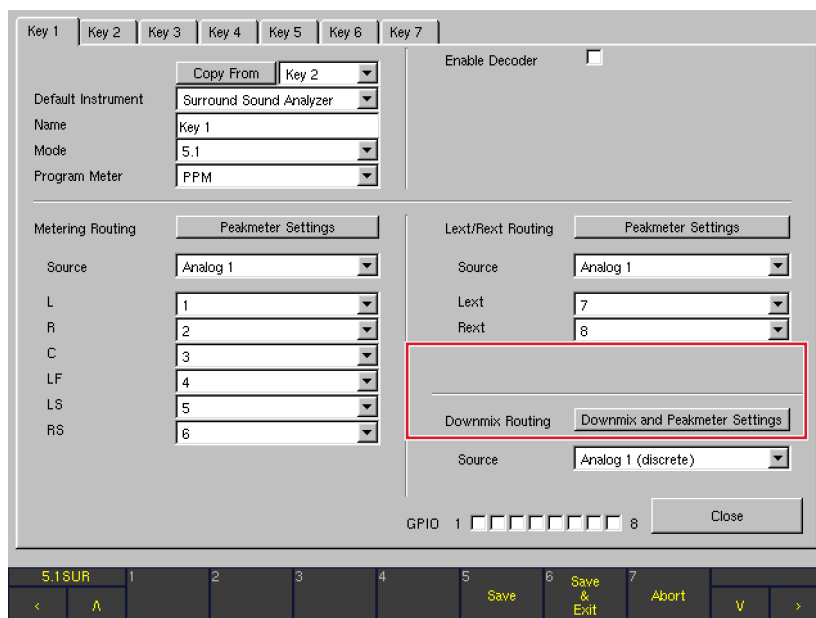 Key 1 Key 2 Key 3 Key 4 Key 5 Key 6 Key 7
Copy From Key 2
Default Instrument Surround Sound Analyzer
Name Key 1
Mode 5.1
Program Meter PPM
Enable Decoder
Metering Routing Peakmeter Settings
Source Analog 1
L 1
R 2
C 3
LF 4
LS 5
RS 6
Lext/Rext Routing Peakmeter Settings
Source Analog 1
Lext 7
Rext 8
Downmix Routing Downmix and Peakmeter Settings
Source Analog 1 (discrete)
GPIO 1 8
Close
5.1SUR 1 2 3 4 5 Save 6 Save & Exit 7 Abort
< Λ V >